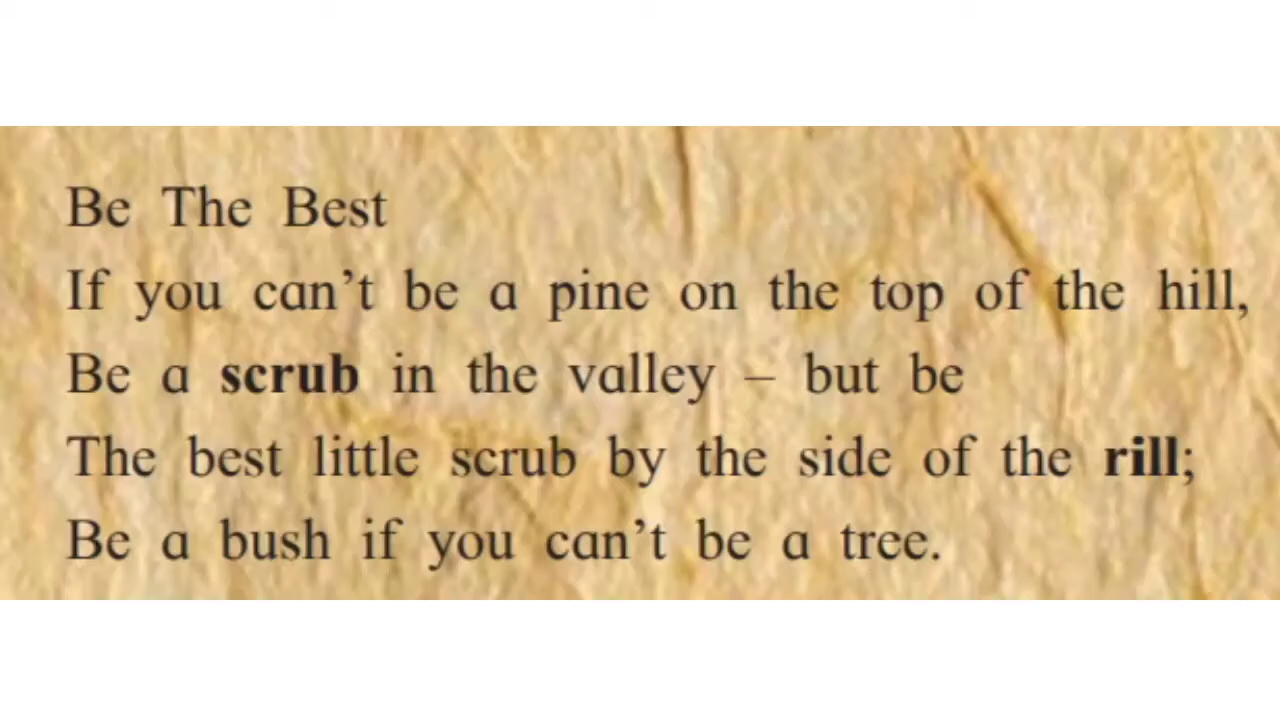 Be The Best
If you can’t be a pine on the top of the hill,
Be a scrub in the valley – but be
The best little scrub by the side of the rill;
Be a bush if you can’t be a tree.